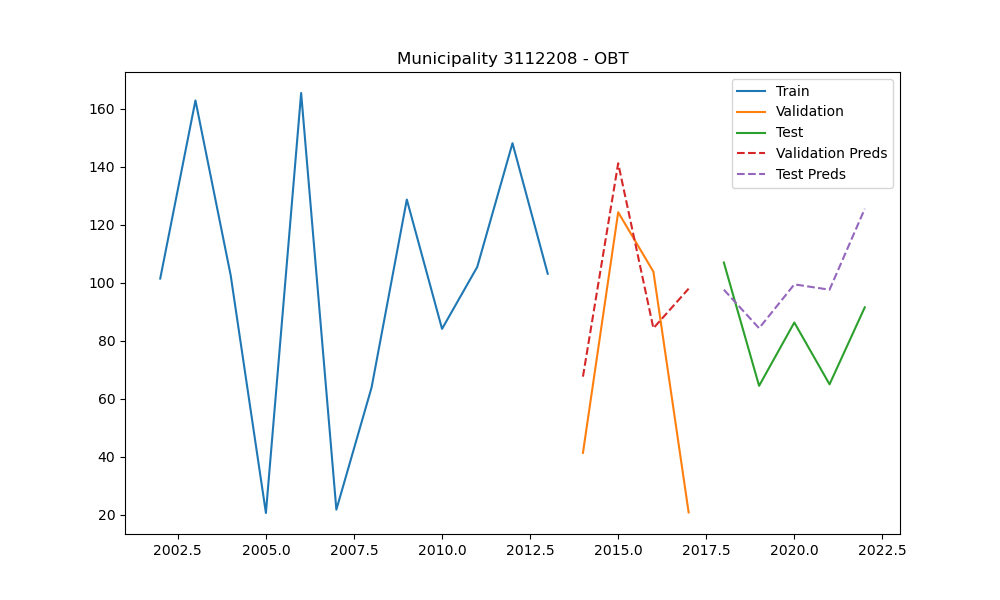 Municipality 3112208 - OBT
Train
Validation
Test
Validation Preds
Test Preds
160
140
120
100
80
60
40
20
2002.5 2005.0 2007.5 2010.0 2012.5 2015.0 2017.5 2020.0 2022.5